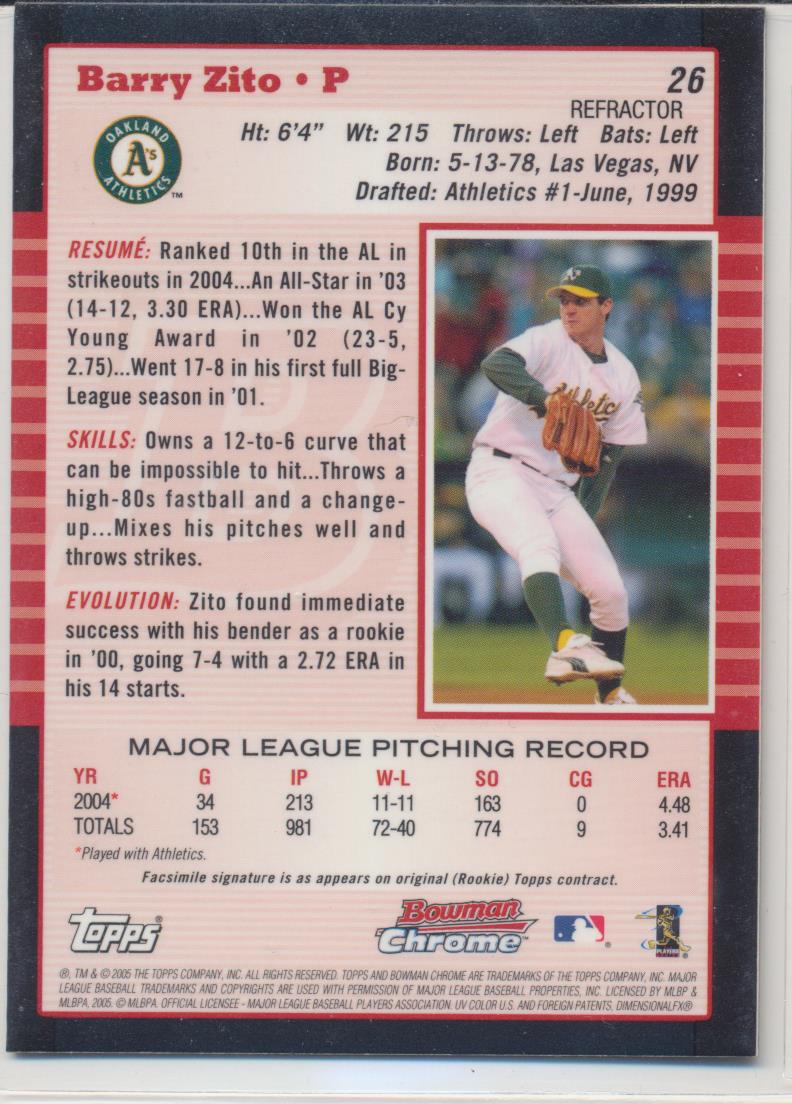 Barry Zito • P
26
REFRACTOR
OAKLAND
A's
ATHLETICS
™
Ht: 6'4" Wt: 215 Throws: Left Bats: Left
Born: 5-13-78, Las Vegas, NV
Drafted: Athletics #1-June, 1999
RESUMÉ: Ranked 10th in the AL in
strikeouts in 2004...An All-Star in '03
(14-12, 3.30 ERA)...Won the AL Cy
Young Award in '02 (23-5,
2.75)...Went 17-8 in his first full Big-
League season in '01.
SKILLS: Owns a 12-to-6 curve that
can be impossible to hit...Throws a
high-80s fastball and a change-
up...Mixes his pitches well and
throws strikes.
EVOLUTION: Zito found immediate
success with his bender as a rookie
in '00, going 7-4 with a 2.72 ERA in
his 14 starts.
MAJOR LEAGUE PITCHING RECORD
YR G IP W-L SO CG ERA
2004* 34 213 11-11 163 0 4.48
TOTALS 153 981 72-40 774 9 3.41
*Played with Athletics.
Facsimile signature is as appears on original (Rookie) Topps contract.
Topps®
Bowman
Chrome™
®, TM & © 2005 THE TOPPS COMPANY, INC. ALL RIGHTS RESERVED. TOPPS AND BOWMAN CHROME ARE TRADEMARKS OF THE TOPPS COMPANY, INC. MAJOR
LEAGUE BASEBALL TRADEMARKS AND COPYRIGHTS ARE USED WITH PERMISSION OF MAJOR LEAGUE BASEBALL PROPERTIES, INC. LICENSED BY MLBP &
MLBPA, 2005. © MLBPA. OFFICIAL LICENSEE - MAJOR LEAGUE BASEBALL PLAYERS ASSOCIATION. UV COLOR U.S. AND FOREIGN PATENTS, DIMENSIONALFX®